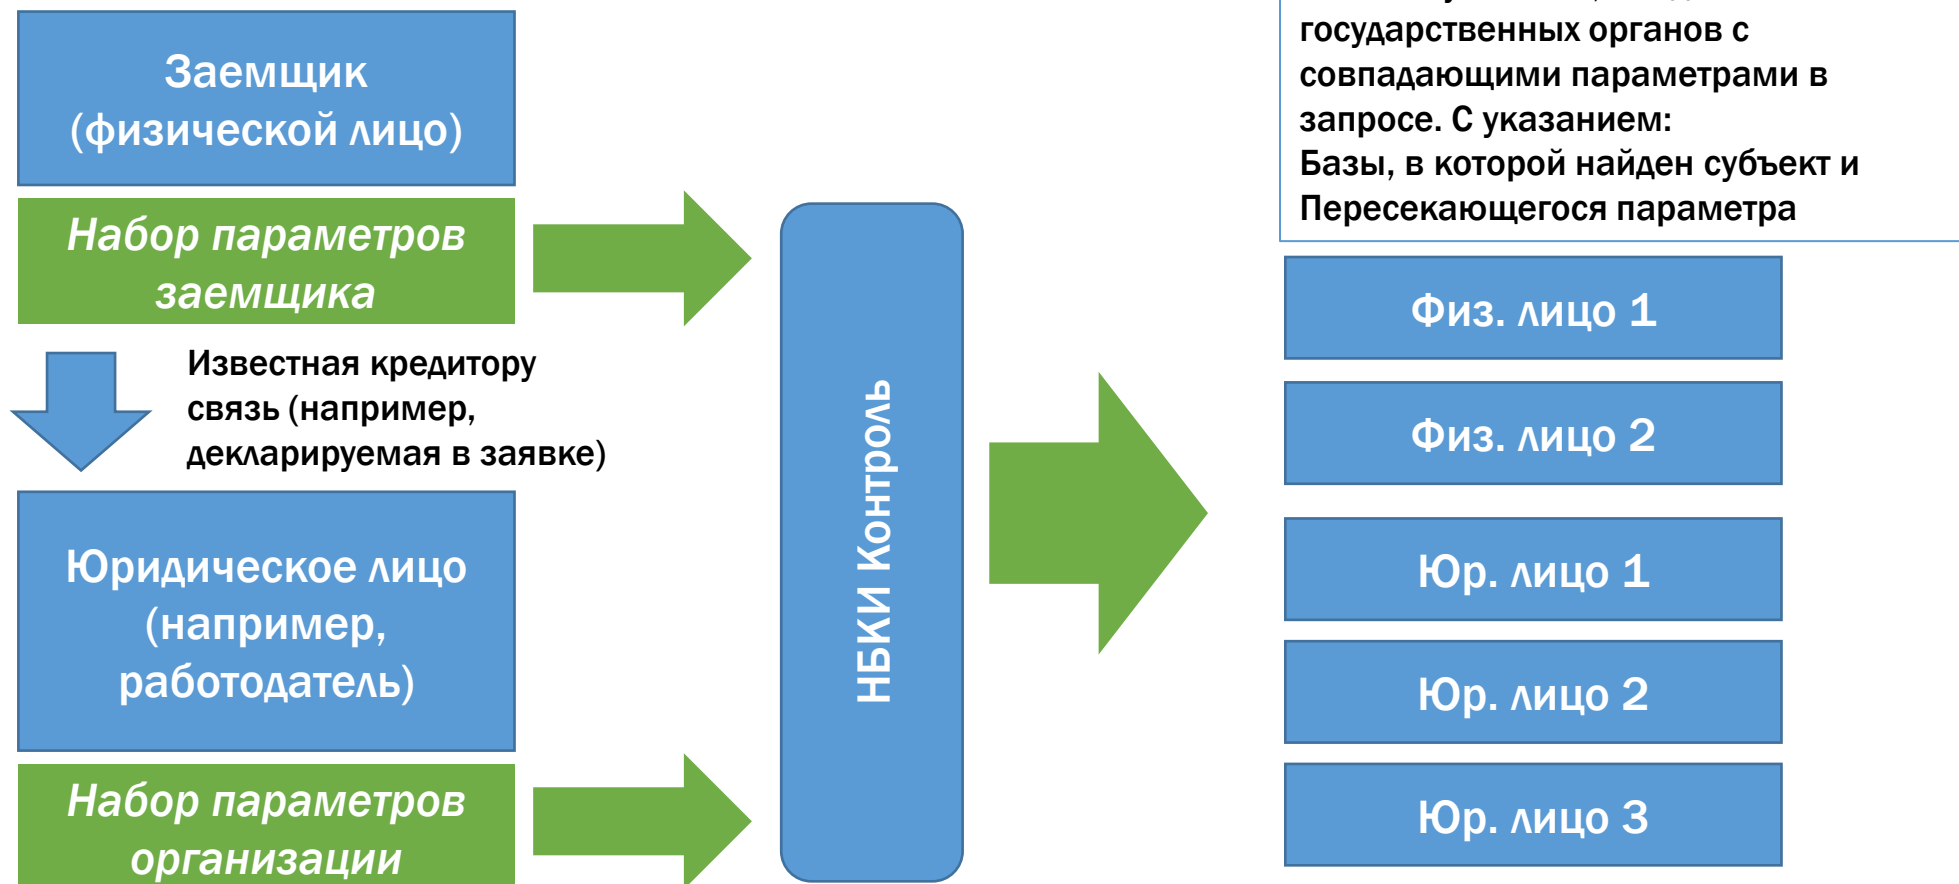 Заемщик
(физической лицо)
Набор параметров
заемщика
Известная кредитору
связь (например,
декларируемая в заявке)
Юридическое лицо
(например,
работодатель)
Набор параметров
организации
НБКИ Контроль
государственных органов с
совпадающими параметрами в
запросе. С указанием:
Базы, в которой найден субъект и
Пересекающегося параметра
Физ. лицо 1
Физ. лицо 2
Юр. лицо 1
Юр. лицо 2
Юр. лицо 3